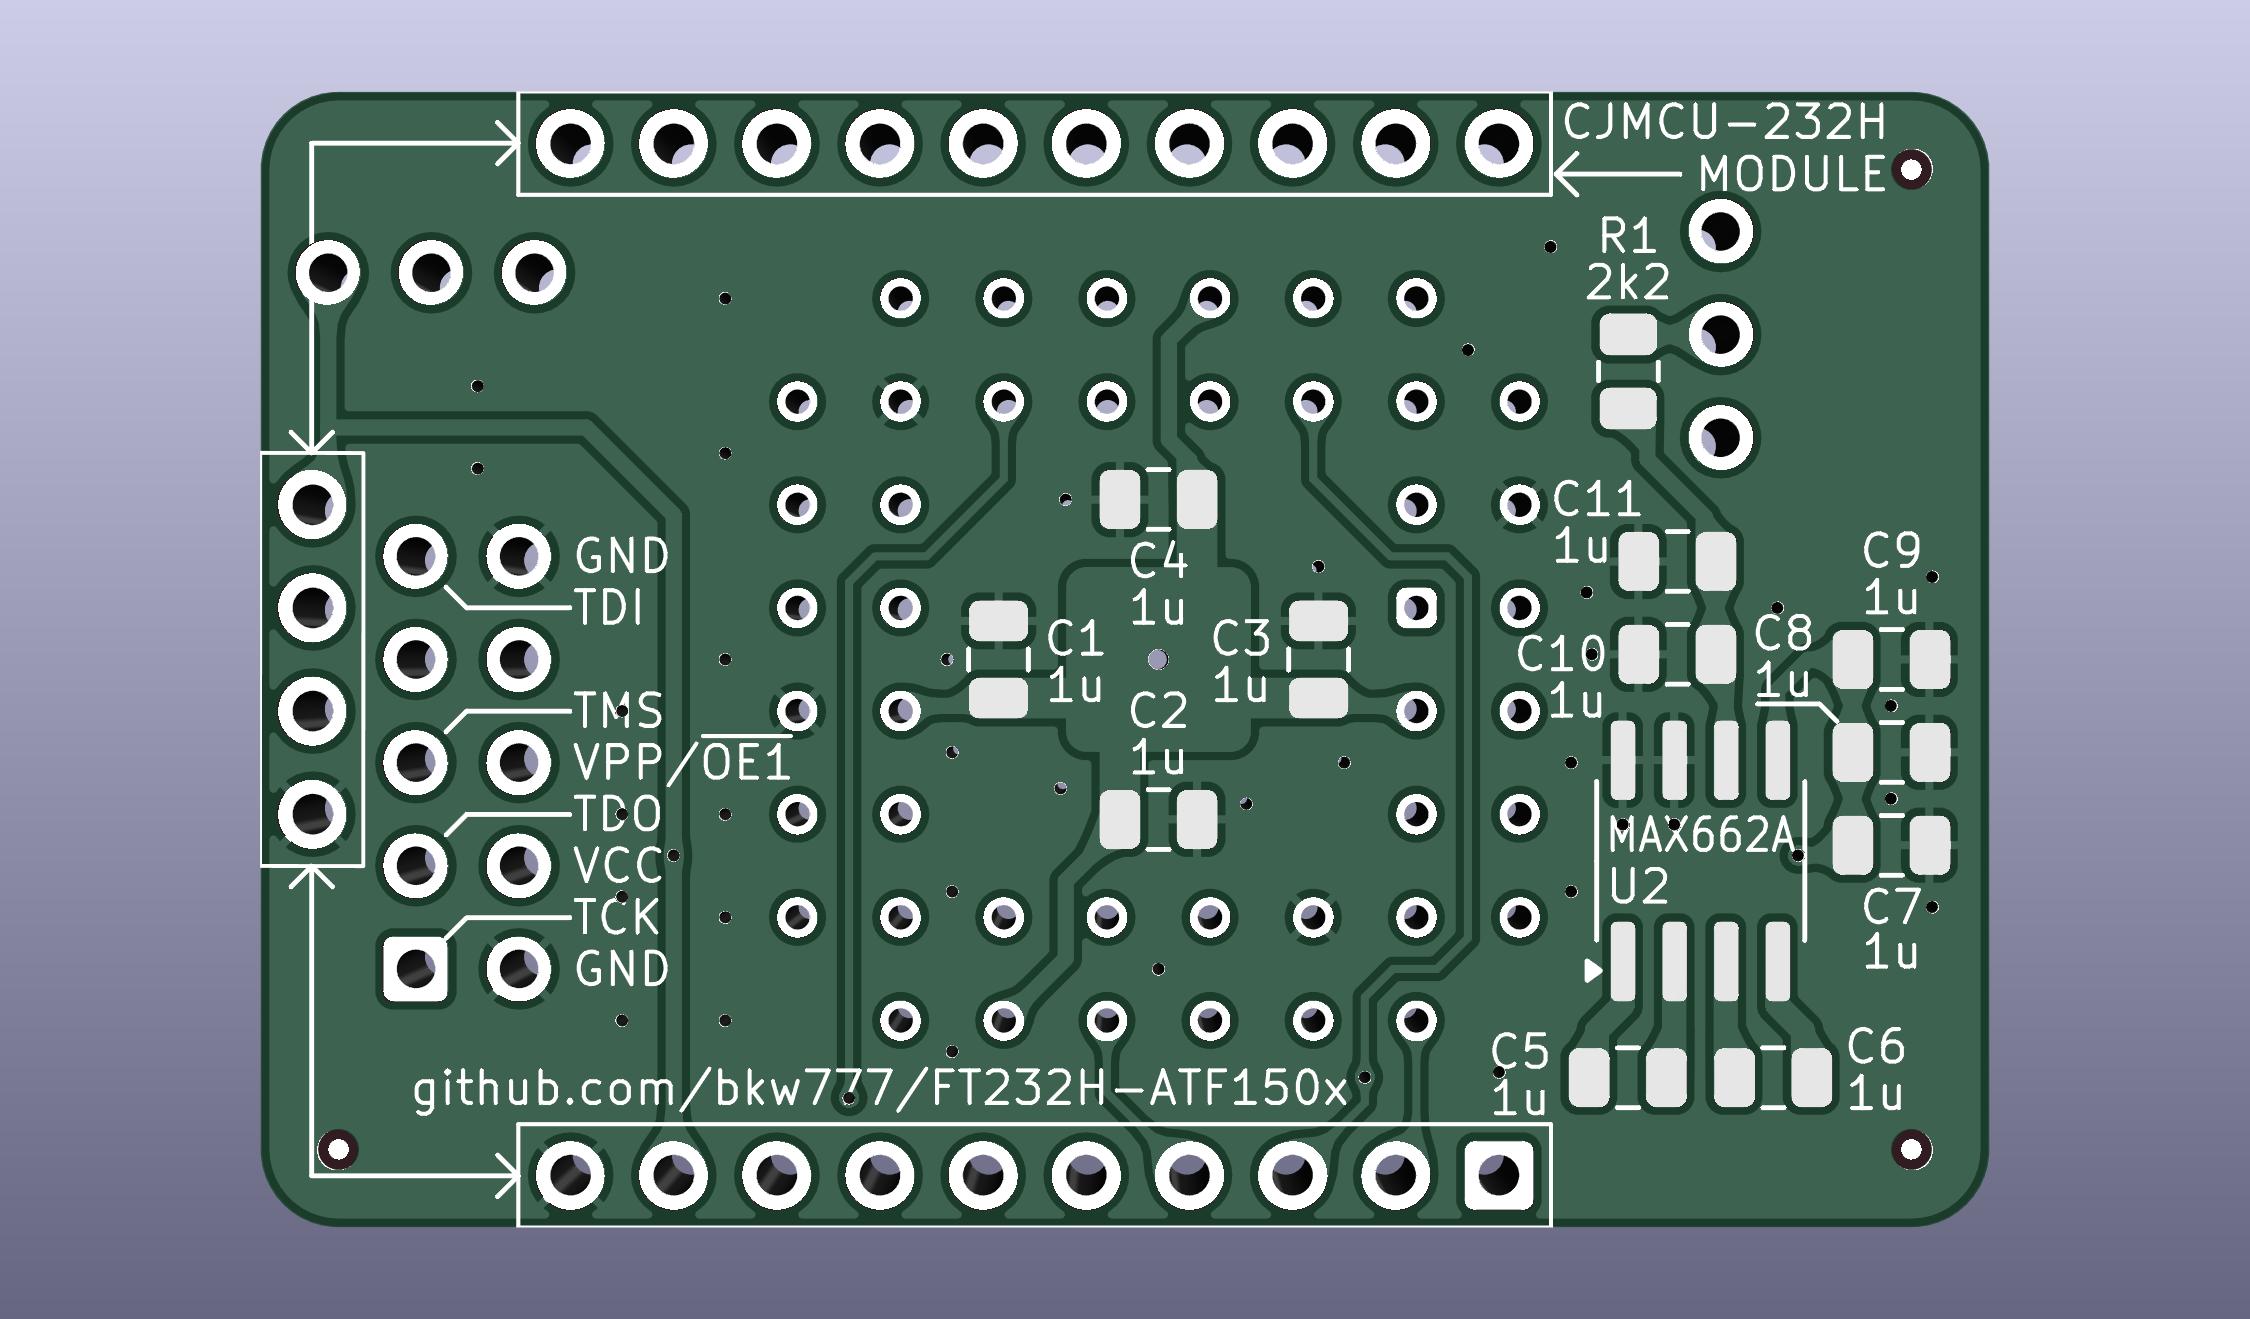 CJMCU-232H
MODULE
R1
2k2
C11
1u
C9
1u
GND
TDI
C4
1u
C1
1u
C3
1u
C10
1u
C8
1u
TMS
VPP/OE1
C2
1u
TDO
VCC
TCK
GND
MAX662A
U2
C7
1u
C5
1u
C6
1u
github.com/bkw777/FT232H-ATF150x